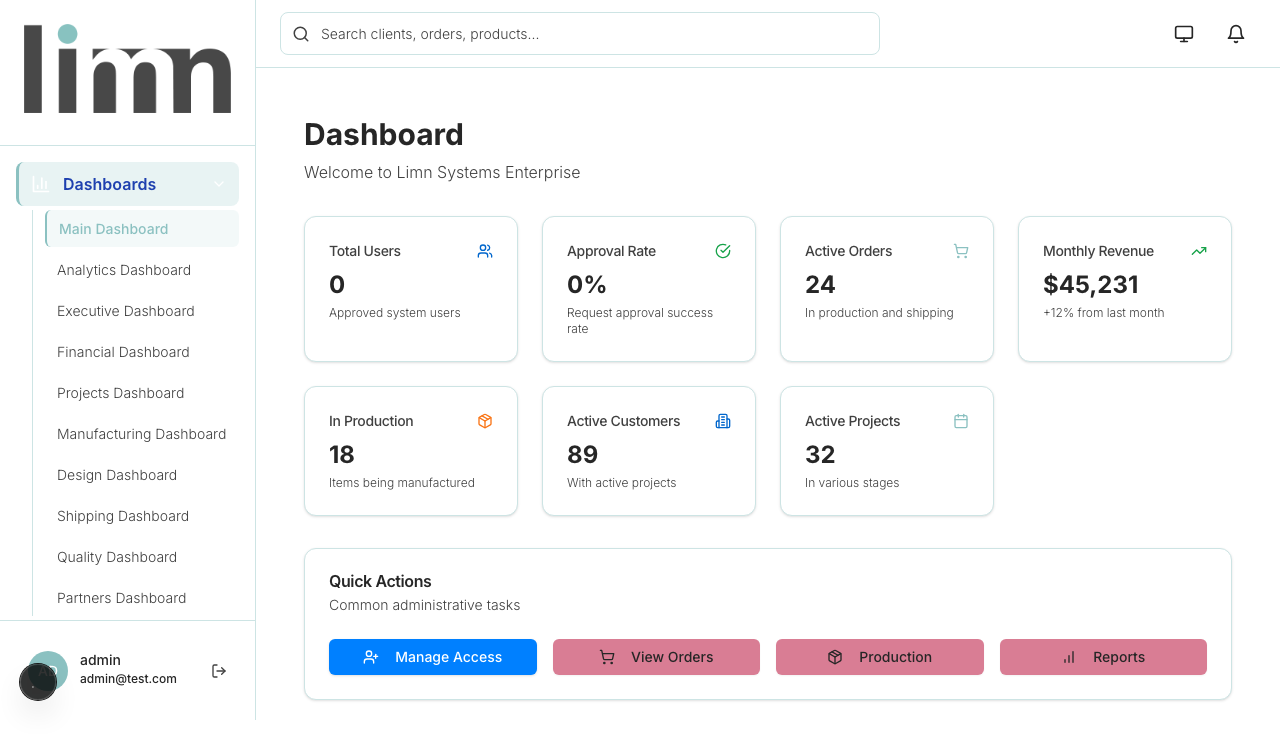 limn
Search clients, orders, products...
Dashboards
Main Dashboard
Analytics Dashboard
Executive Dashboard
Financial Dashboard
Projects Dashboard
Manufacturing Dashboard
Design Dashboard
Shipping Dashboard
Quality Dashboard
Partners Dashboard
admin
admin@test.com
Dashboard
Welcome to Limn Systems Enterprise
Total Users
0
Approved system users
Approval Rate
0%
Request approval success
rate
Active Orders
24
In production and shipping
Monthly Revenue
$45,231
+12% from last month
In Production
18
Items being manufactured
Active Customers
89
With active projects
Active Projects
32
In various stages
Quick Actions
Common administrative tasks
Manage Access
View Orders
Production
Reports